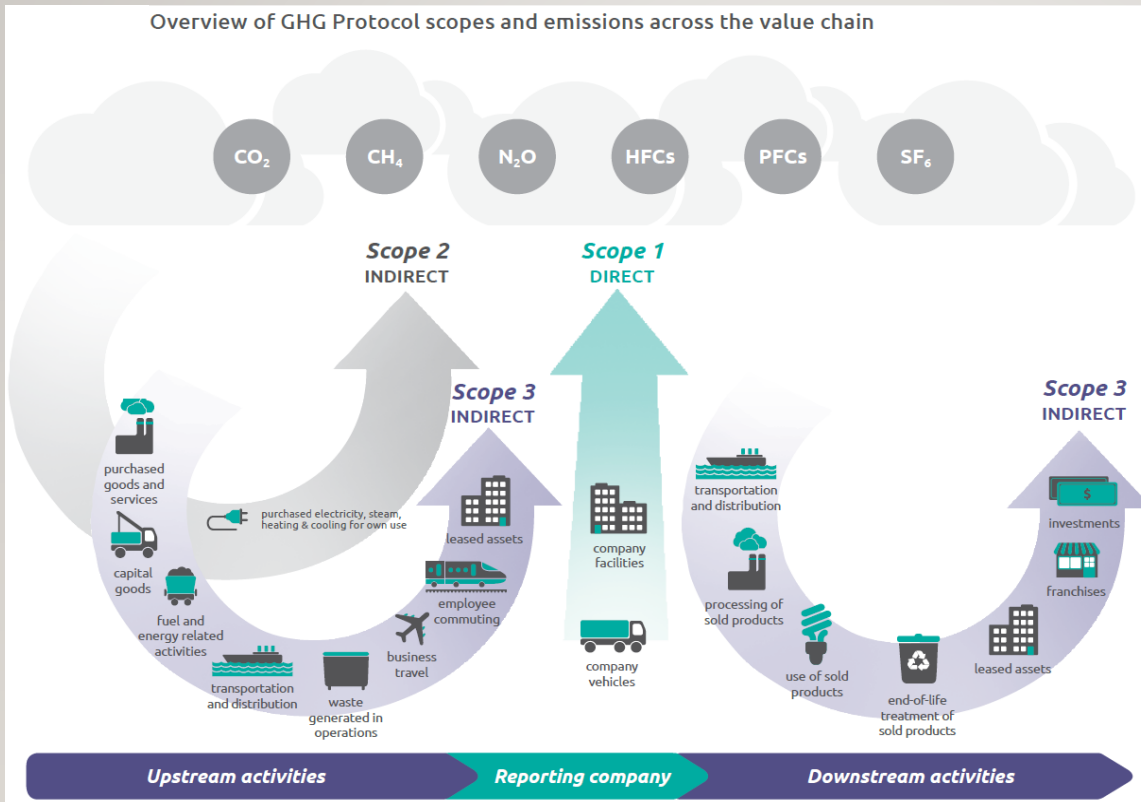 Overview of GHG Protocol scopes and emissions across the value chain
CO₂
CH₄
N₂O
HFCs
PFCs
SF₆
Scope 2
INDIRECT
Scope 1
DIRECT
Scope 3
INDIRECT
Scope 3
INDIRECT
purchased
goods and
services
capital
goods
fuel and
energy related
activities
transportation
and distribution
waste
generated in
operations
business
travel
employee
commuting
leased assets
purchased electricity, steam,
heating & cooling for own use
company
facilities
company
vehicles
transportation
and distribution
processing of
sold products
use of sold
products
end-of-life
treatment of
sold products
leased assets
franchises
$
investments
Upstream activities
Reporting company
Downstream activities